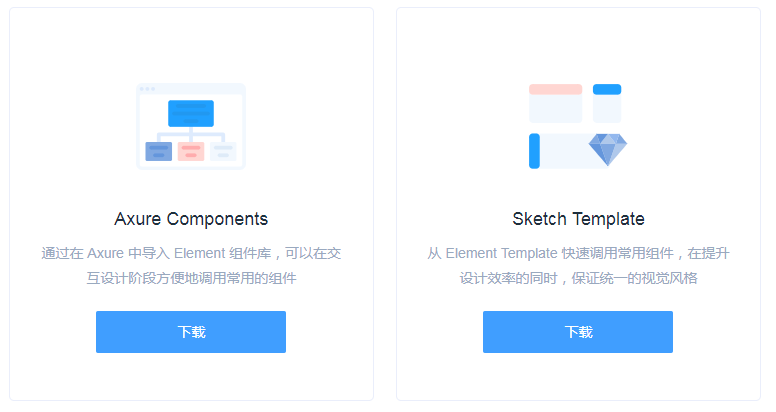 Axure Components
通过在 Axure 中导入 Element 组件库，可以在交
互设计阶段方便地调用常用的组件
下载
Sketch Template
从 Element Template 快速调用常用组件，在提升
设计效率的同时，保证统一的视觉风格
下载